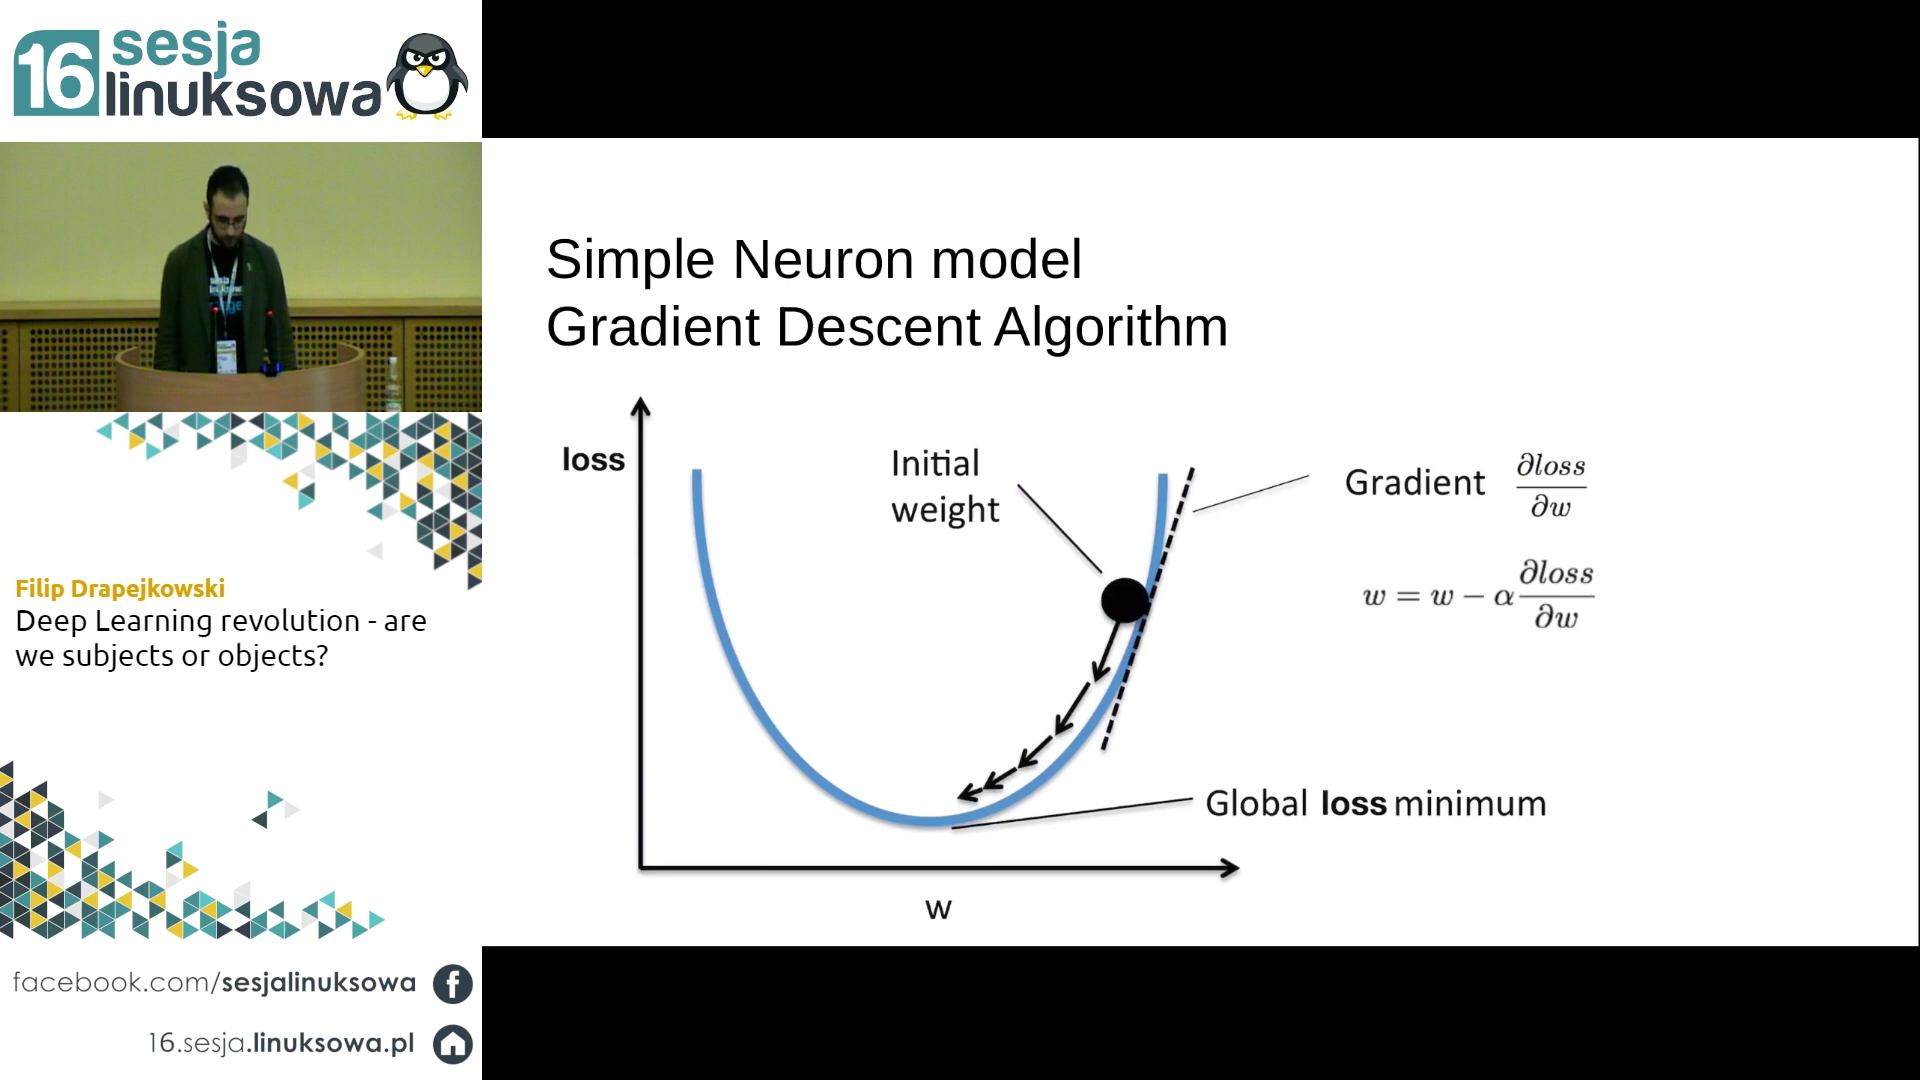 16 sesja
linuksowa
Filip Drapejkowski
Deep Learning revolution - are
we subjects or objects?
facebook.com/sesjalinuksowa
16.sesja.linuksowa.pl
Simple Neuron model
Gradient Descent Algorithm
loss
Initial
weight
Gradient ∂loss/∂w
w = w − α ∂loss/∂w
Global loss minimum
w